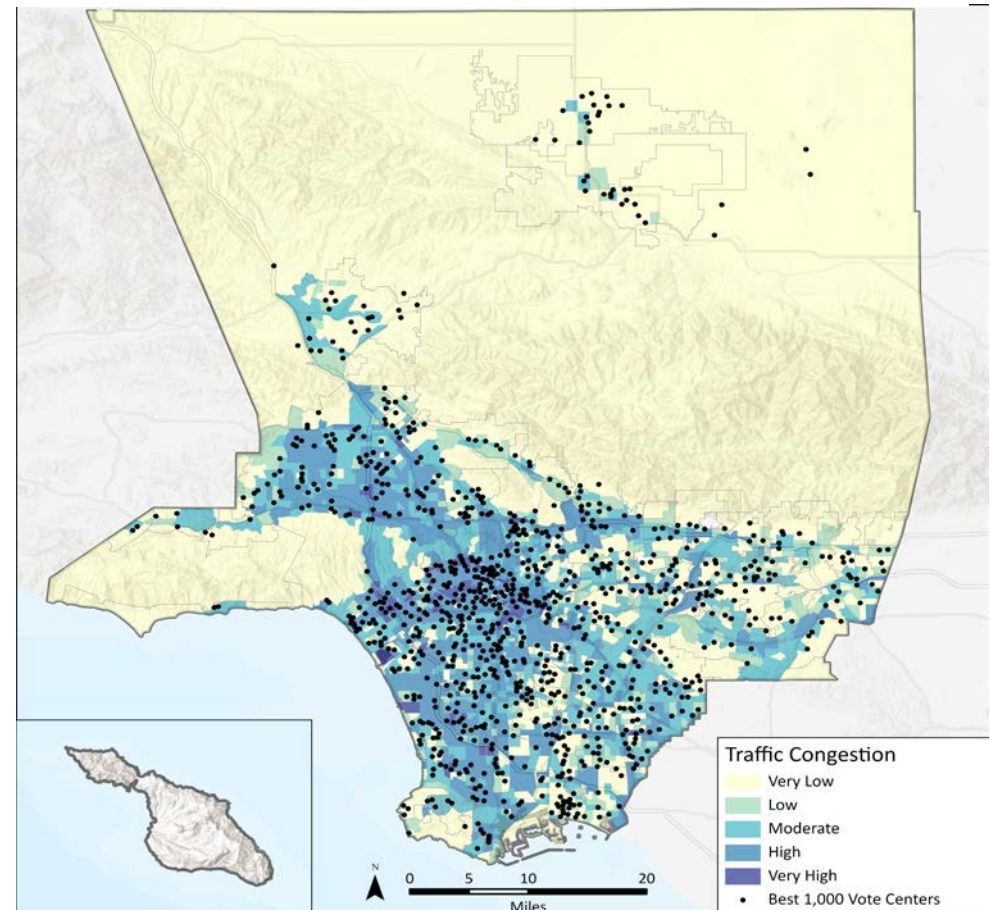 Traffic Congestion
Very Low
Low
Moderate
High
Very High
Best 1,000 Vote Centers
N
0 5 10 20
Miles